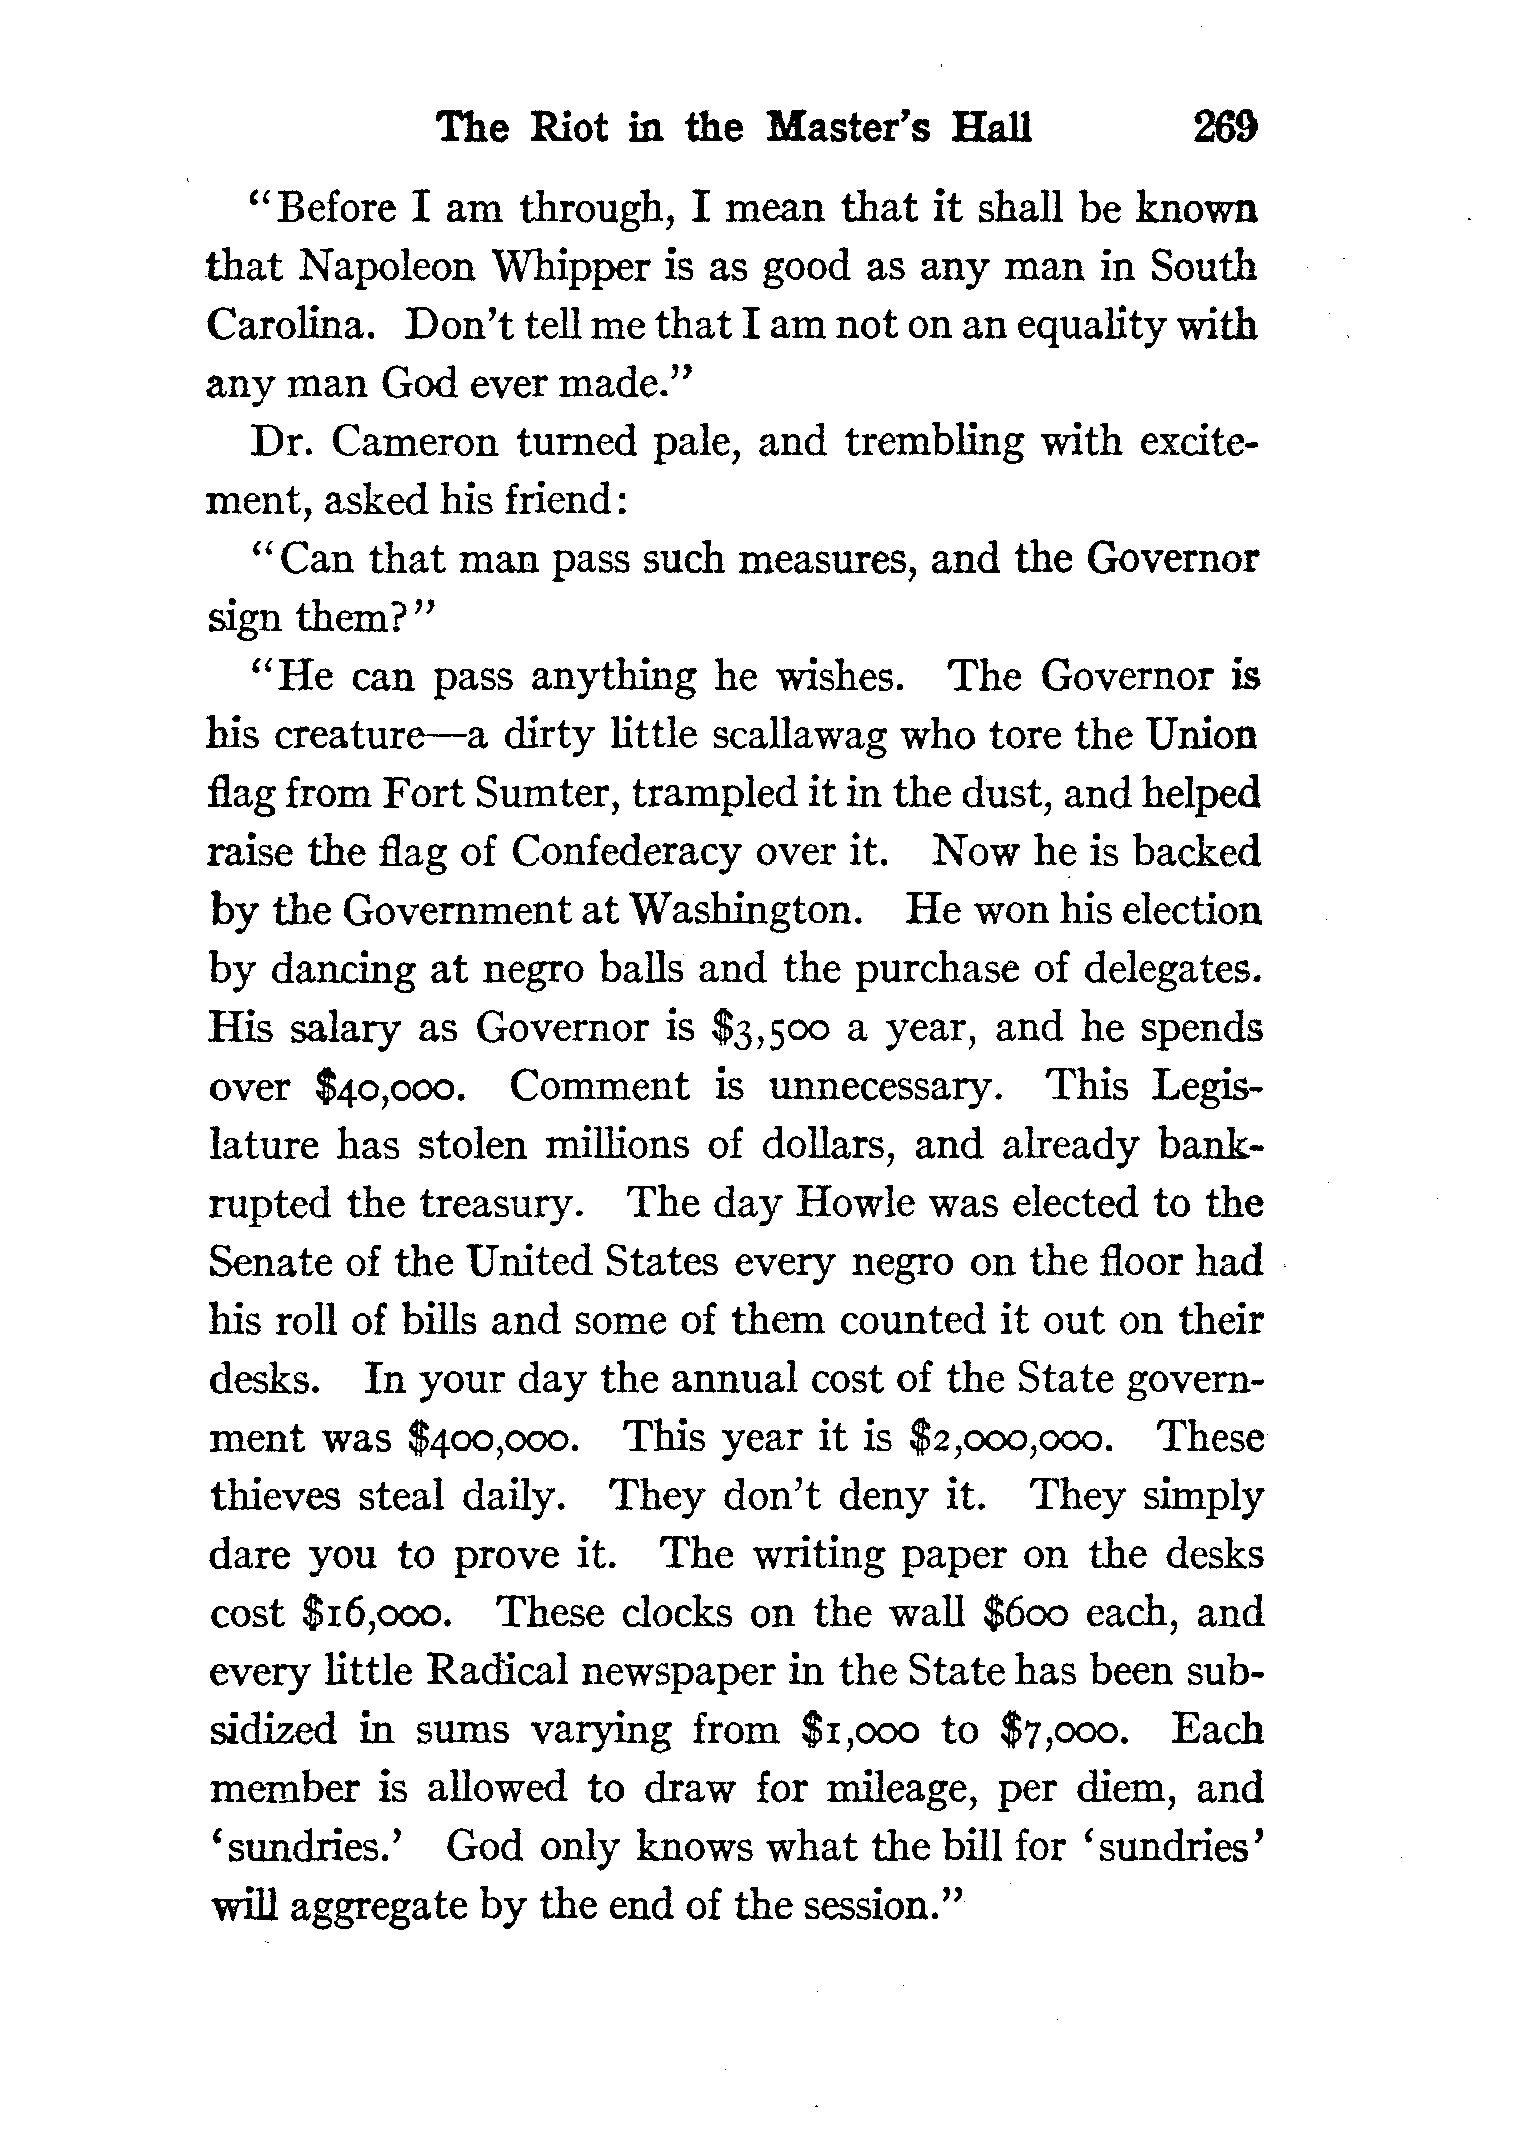 The Riot in the Master's Hall 269
"Before I am through, I mean that it shall be known
that Napoleon Whipper is as good as any man in South
Carolina. Don't tell me that I am not on an equality with
any man God ever made."
Dr. Cameron turned pale, and trembling with excite-
ment, asked his friend:
"Can that man pass such measures, and the Governor
sign them?"
"He can pass anything he wishes. The Governor is
his creature—a dirty little scallawag who tore the Union
flag from Fort Sumter, trampled it in the dust, and helped
raise the flag of Confederacy over it. Now he is backed
by the Government at Washington. He won his election
by dancing at negro balls and the purchase of delegates.
His salary as Governor is $3,500 a year, and he spends
over $40,000. Comment is unnecessary. This Legis-
lature has stolen millions of dollars, and already bank-
rupted the treasury. The day Howle was elected to the
Senate of the United States every negro on the floor had
his roll of bills and some of them counted it out on their
desks. In your day the annual cost of the State govern-
ment was $400,000. This year it is $2,000,000. These
thieves steal daily. They don't deny it. They simply
dare you to prove it. The writing paper on the desks
cost $16,000. These clocks on the wall $600 each, and
every little Radical newspaper in the State has been sub-
sidized in sums varying from $1,000 to $7,000. Each
member is allowed to draw for mileage, per diem, and
'sundries.' God only knows what the bill for 'sundries'
will aggregate by the end of the session."